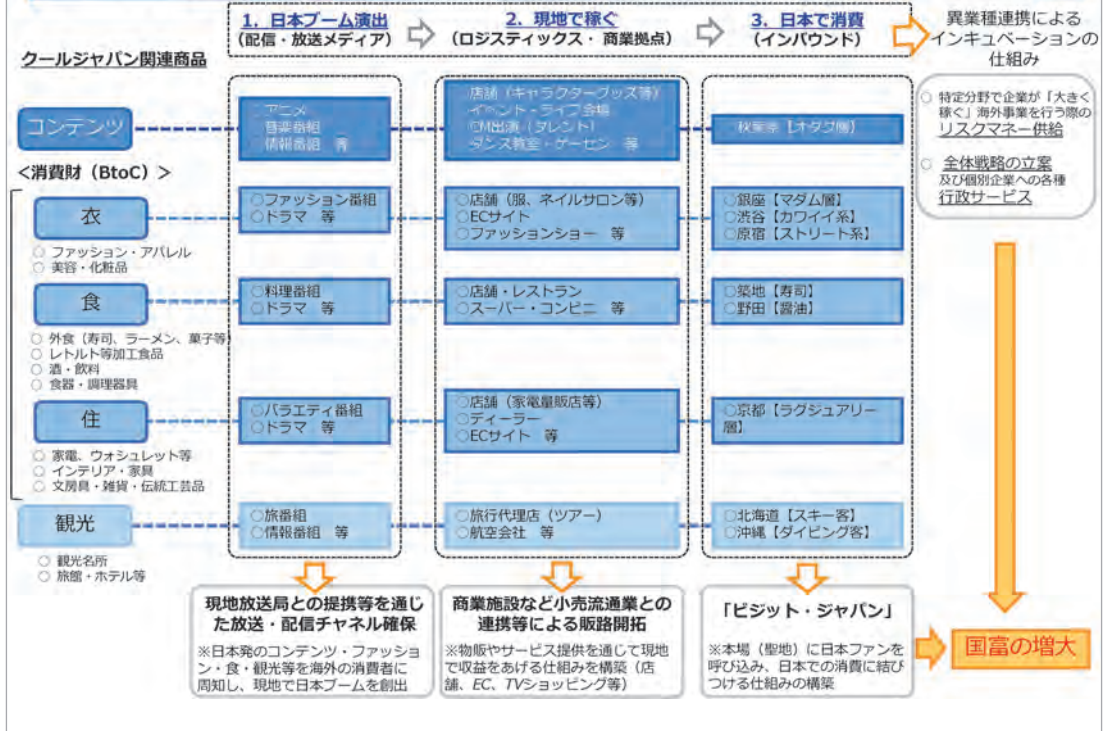 1. 日本ブーム演出
(配信・放送メディア)
2. 現地で稼ぐ
(ロジスティックス・ 商業拠点)
3. 日本で消費
(インバウンド)
異業種連携による
インキュベーションの
仕組み
クールジャパン関連商品
コンテンツ
○アニメ
音楽番組
情報番組 等
○店舗(キャラクターグッズ等)
イベント・ライブ会場
CM出演(タレント)
ダンス教室・ゲーセン 等
秋葉原【オタク層】
○ 特定分野で企業が「大きく
稼ぐ」海外事業を行う際の
リスクマネー供給
○ 全体戦略の立案
及び個別企業への各種
行政サービス
<消費財(BtoC)>
衣
○ ファッション・アパレル
○ 美容・化粧品
○ファッション番組
○ドラマ 等
○店舗(服、ネイルサロン等)
○ECサイト
○ファッションショー 等
○銀座【マダム層】
○渋谷【カワイイ系】
○原宿【ストリート系】
食
○ 外食(寿司、ラーメン、菓子等)
○ レトルト等加工食品
○ 酒・飲料
○ 食器・調理器具
○料理番組
○ドラマ 等
○店舗・レストラン
○スーパー・コンビニ 等
○築地【寿司】
○野田【醤油】
住
○ 家電、ウォシュレット等
○ インテリア・家具
○ 文房具・雑貨・伝統工芸品
○バラエティ番組
○ドラマ 等
○店舗(家電量販店等)
○ディーラー
○ECサイト 等
○京都【ラグジュアリー
層】
観光
○ 観光名所
○ 旅館・ホテル等
○旅番組
○情報番組 等
○旅行代理店(ツアー)
○航空会社 等
○北海道【スキー客】
○沖縄【ダイビング客】
現地放送局との提携等を通じ
た放送・配信チャネル確保
※日本発のコンテンツ・ファッショ
ン・食・観光等を海外の消費者に
周知し、現地で日本ブームを創出
商業施設など小売流通業との
連携等による販路開拓
※物販やサービス提供を通じて現地
で収益をあげる仕組みを構築(店
舗、EC、TVショッピング等)
「ビジット・ジャパン」
※本場(聖地)に日本ファンを
呼び込み、日本での消費に結び
つける仕組みの構築
国富の増大